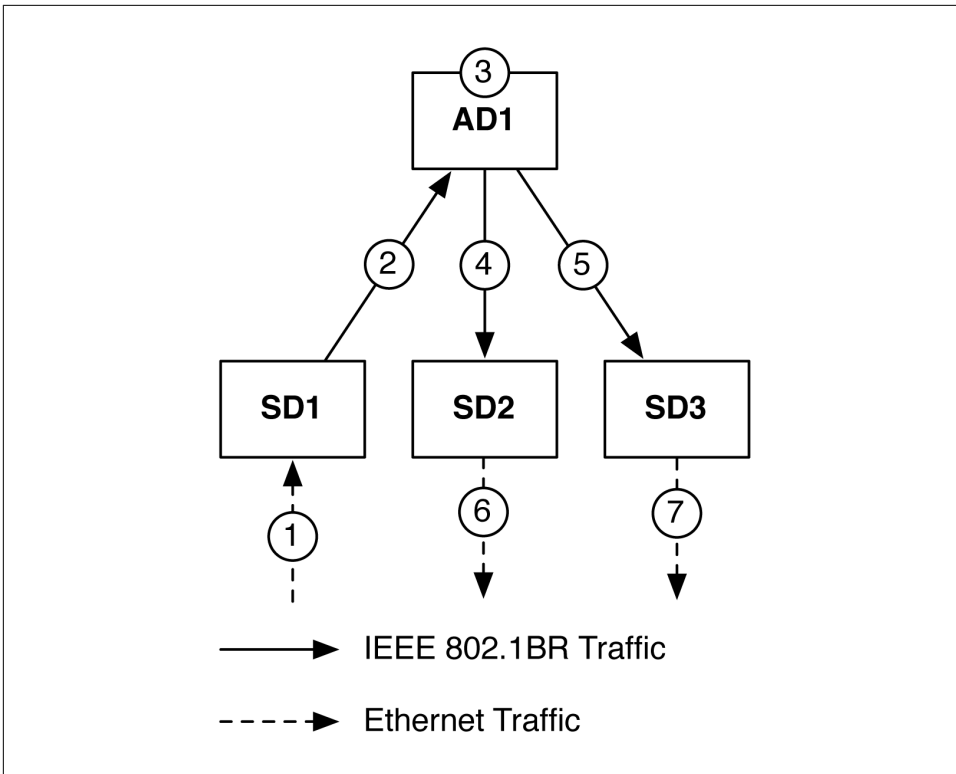 3
AD1
2
4
5
SD1
SD2
SD3
1
6
7
IEEE 802.1BR Traffic
Ethernet Traffic